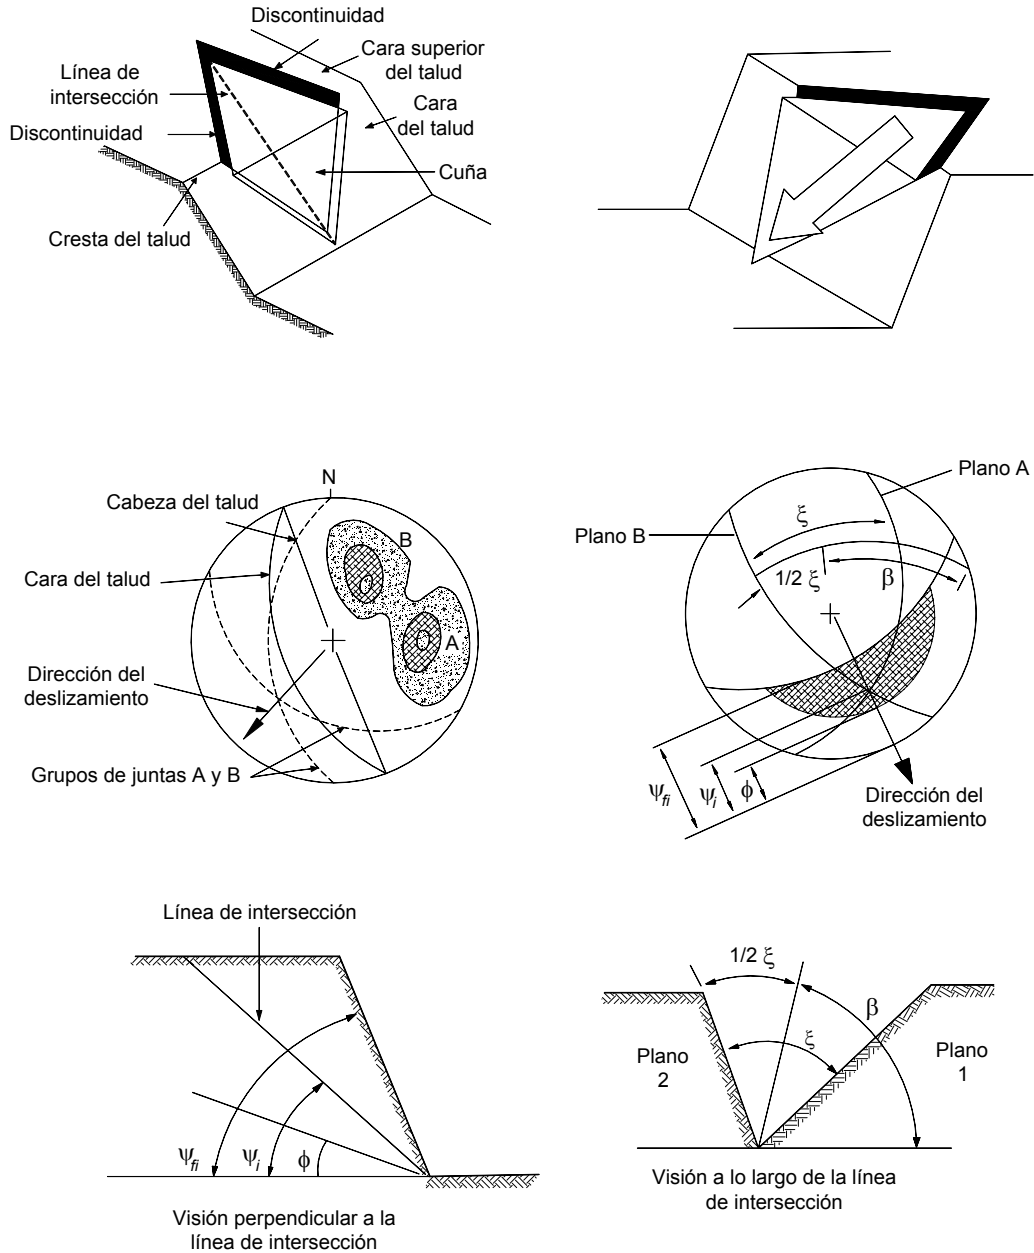 Discontinuidad
Cara superior
del talud
Línea de
intersección
Cara
del talud
Discontinuidad
Cuña
Cresta del talud
N
Cabeza del talud
B
Cara del talud
A
Dirección del
deslizamiento
Grupos de juntas A y B
Plano A
ξ
Plano B
1/2 ξ
β
ψfi
ψi
ϕ
Dirección del
deslizamiento
Línea de intersección
ψfi
ψi
ϕ
Visión perpendicular a la
línea de intersección
1/2 ξ
β
ξ
Plano
2
Plano
1
Visión a lo largo de la línea
de intersección